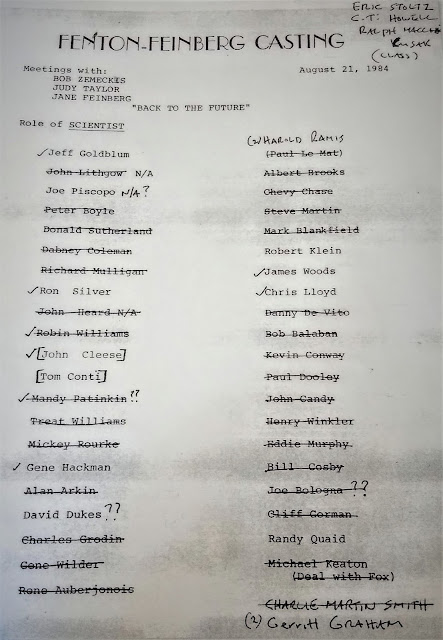 ERIC STOLTZ
C.T. HOWELL
RALPH MACCHIO
CUSAK
(CLASS)
FENTON-FEINBERG CASTING
Meetings with:
BOB ZEMECKIS
JUDY TAYLOR
JANE FEINBERG
August 21, 1984
"BACK TO THE FUTURE"
Role of SCIENTIST
✓Jeff Goldblum
John Lithgow N/A
Joe Piscopo N/A?
Peter Boyle
Donald Sutherland
Dabney Coleman
Richard Mulligan
✓Ron Silver
John Heard N/A
✓Robin Williams
✓[John Cleese]
[Tom Conti]
✓Mandy Patinkin??
Treat Williams
Mickey Rourke
✓Gene Hackman
Alan Arkin
David Dukes??
Charles Grodin
Gene Wilder
Rene Auberjonois
HAROLD RAMIS
(Paul Le Mat)
Albert Brooks
Chevy Chase
Steve Martin
Mark Blankfield
Robert Klein
✓James Woods
✓Chris Lloyd
Danny De Vito
Bob Balaban
Kevin Conway
Paul Dooley
John Candy
Henry Winkler
Eddie Murphy
Bill Cosby
Joe Bologna ??
Cliff Gorman
Randy Quaid
Michael Keaton
(Deal with Fox)
CHARLIE MARTIN SMITH
(2) Gerritt GRAHAM